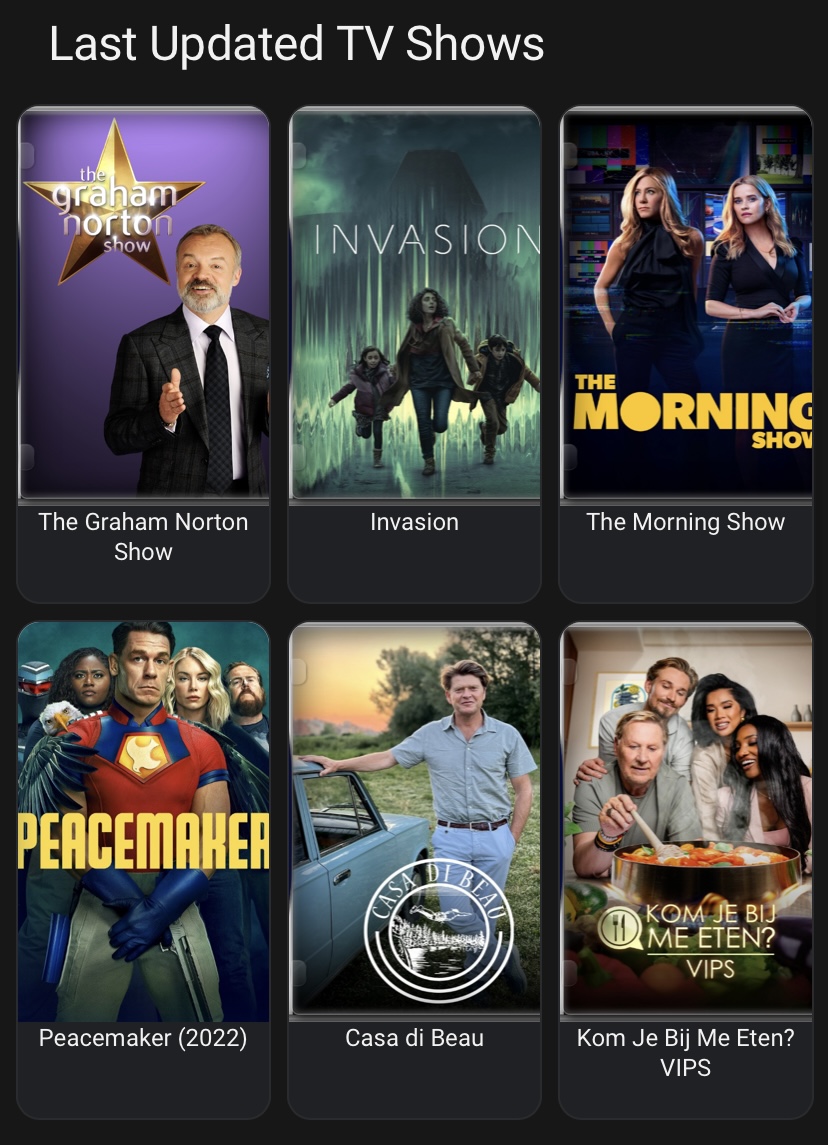 Last Updated TV Shows
the
graham
norton
show
INVASION
THE
MORNING
SHOW
The Graham Norton
Show
Invasion
The Morning Show
PEACEMAKER
CASA DI BEAU
KOM JE BIJ
ME ETEN?
VIPS
Peacemaker (2022)
Casa di Beau
Kom Je Bij Me Eten?
VIPS